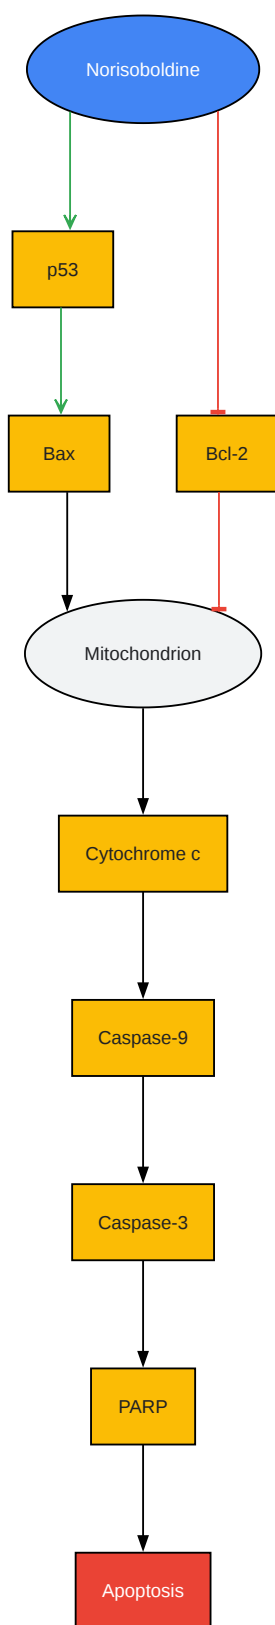 Norisoboldine
p53
Bax
Bcl-2
Mitochondrion
Cytochrome c
Caspase-9
Caspase-3
PARP
Apoptosis